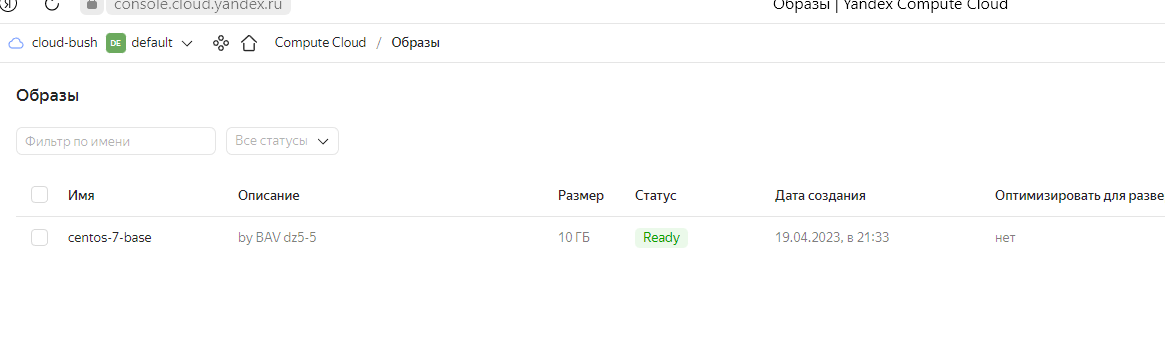 console.cloud.yandex.ru Образы | Yandex Compute Cloud
cloud-bush DE default Compute Cloud / Образы
Образы
Фильтр по имени Все статусы
Имя Описание Размер Статус Дата создания Оптимизировать для разве
centos-7-base by BAV dz5-5 10 ГБ Ready 19.04.2023, в 21:33 нет